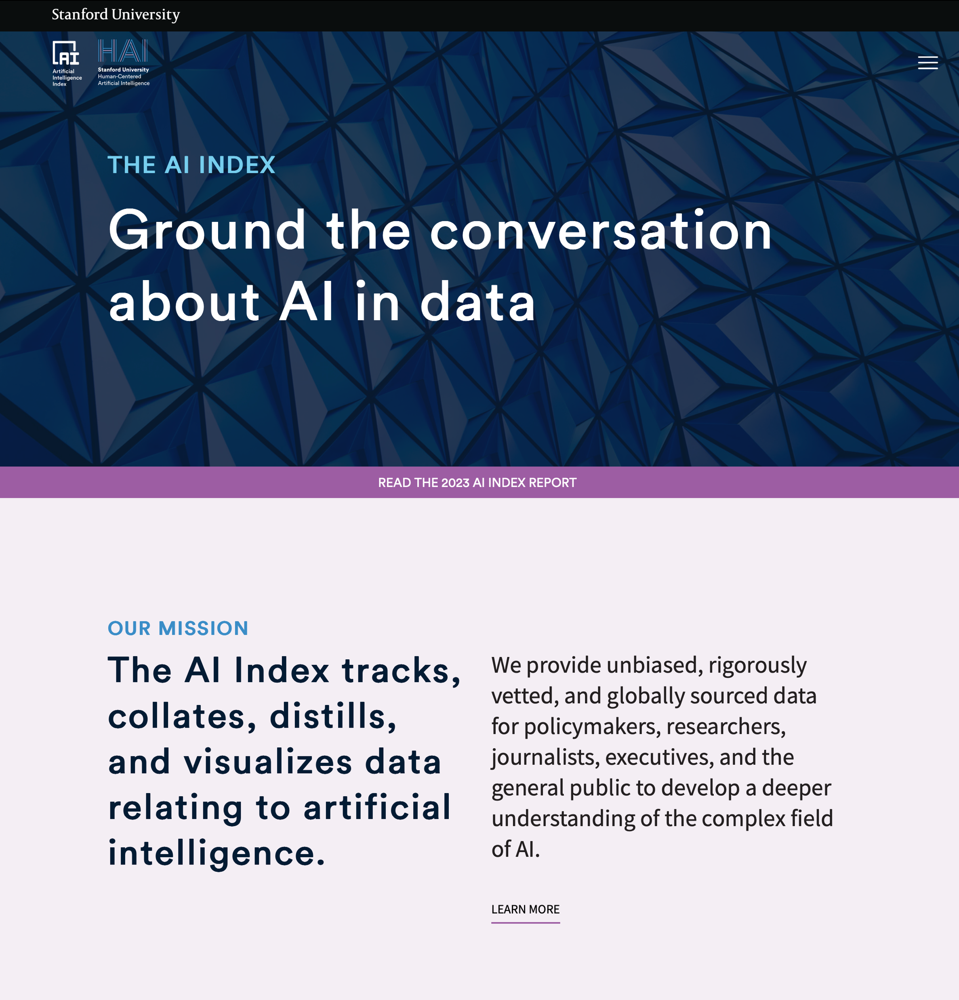 Stanford University
AI
Artificial
Intelligence
Index
HAI
Stanford University
Human-Centered
Artificial Intelligence
THE AI INDEX
Ground the conversation
about AI in data
READ THE 2023 AI INDEX REPORT
OUR MISSION
The AI Index tracks,
collates, distills,
and visualizes data
relating to artificial
intelligence.
We provide unbiased, rigorously
vetted, and globally sourced data
for policymakers, researchers,
journalists, executives, and the
general public to develop a deeper
understanding of the complex field
of AI.
LEARN MORE